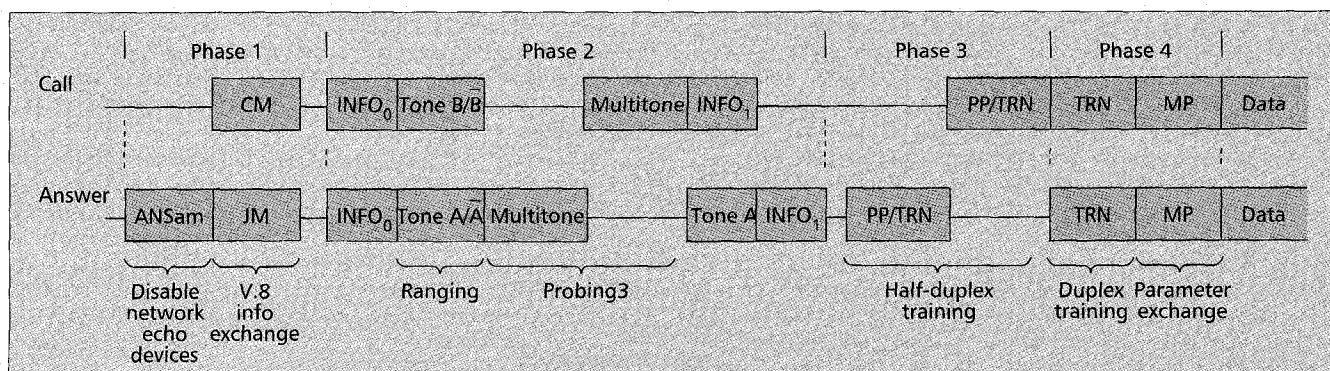 Phase 1 Phase 2 Phase 3 Phase 4
Call
CM INFO₀ Tone B/B̅ Multitone INFO₁ PP/TRN TRN MP Data
Answer
ANSam JM INFO₀ Tone A/A̅ Multitone Tone A INFO₁ PP/TRN TRN MP Data
Disable network echo devices
V.8 info exchange
Ranging
Probing3
Half-duplex training
Duplex training
Parameter exchange